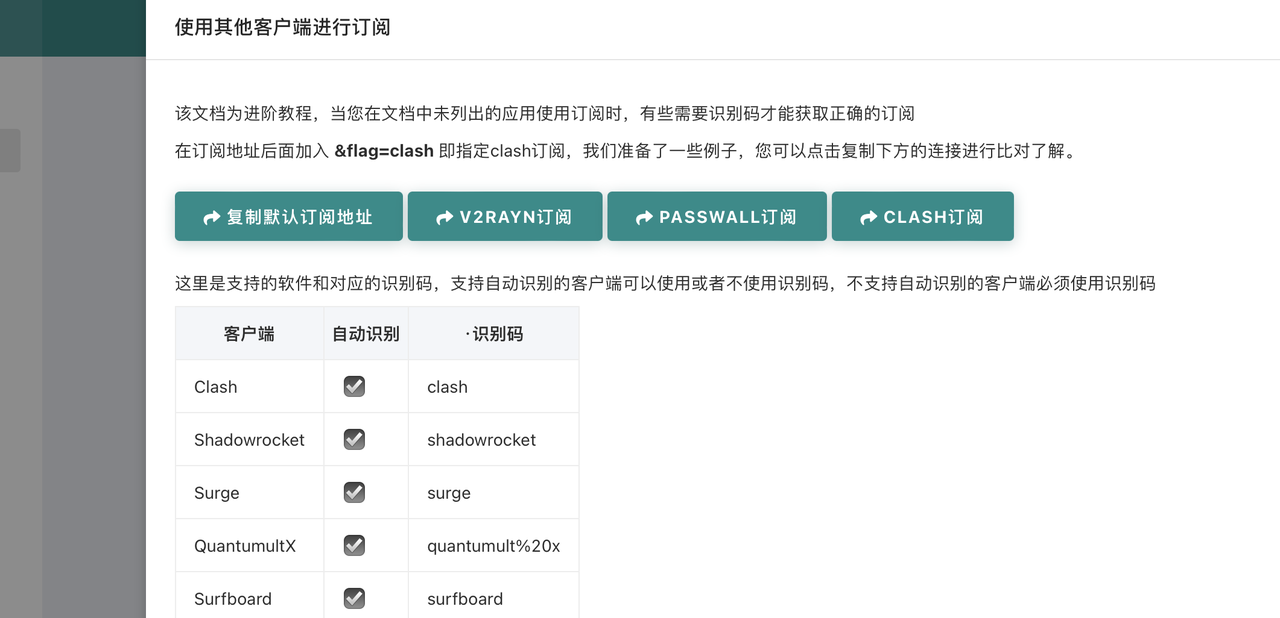 使用其他客户端进行订阅
该文档为进阶教程，当您在文档中未列出的应用使用订阅时，有些需要识别码才能获取正确的订阅
在订阅地址后面加入 &flag=clash 即指定clash订阅，我们准备了一些例子，您可以点击复制下方的连接进行比对了解。
复制默认订阅地址 V2RAYN订阅 PASSWALL订阅 CLASH订阅
这里是支持的软件和对应的识别码，支持自动识别的客户端可以使用或者不使用识别码，不支持自动识别的客户端必须使用识别码
客户端 自动识别 ·识别码
Clash clash
Shadowrocket shadowrocket
Surge surge
QuantumultX quantumult%20x
Surfboard surfboard